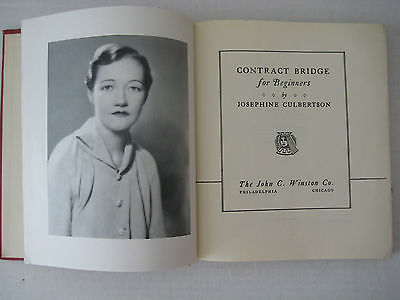 CONTRACT BRIDGE
for Beginners
by
JOSEPHINE CULBERTSON
The John C. Winston Co.
PHILADELPHIA CHICAGO